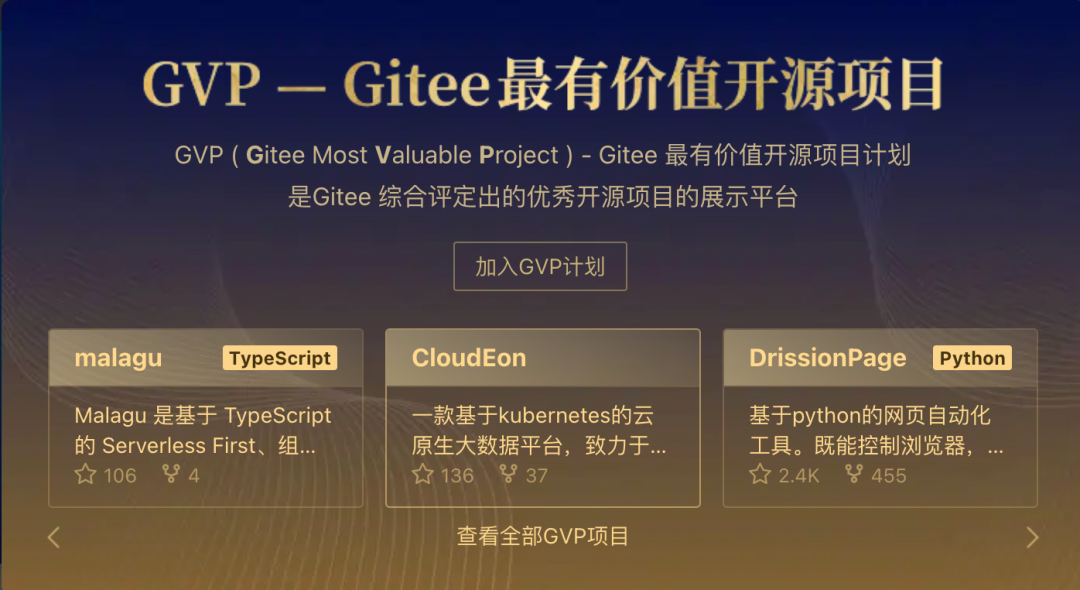 GVP — Gitee最有价值开源项目
GVP ( Gitee Most Valuable Project ) - Gitee 最有价值开源项目计划
是Gitee 综合评定出的优秀开源项目的展示平台
加入GVP计划
malagu TypeScript
Malagu 是基于 TypeScript
的 Serverless First、组...
106 4
CloudEon
一款基于kubernetes的云
原生大数据平台，致力于...
136 37
DrissionPage Python
基于python的网页自动化
工具。既能控制浏览器，...
2.4K 455
查看全部GVP项目